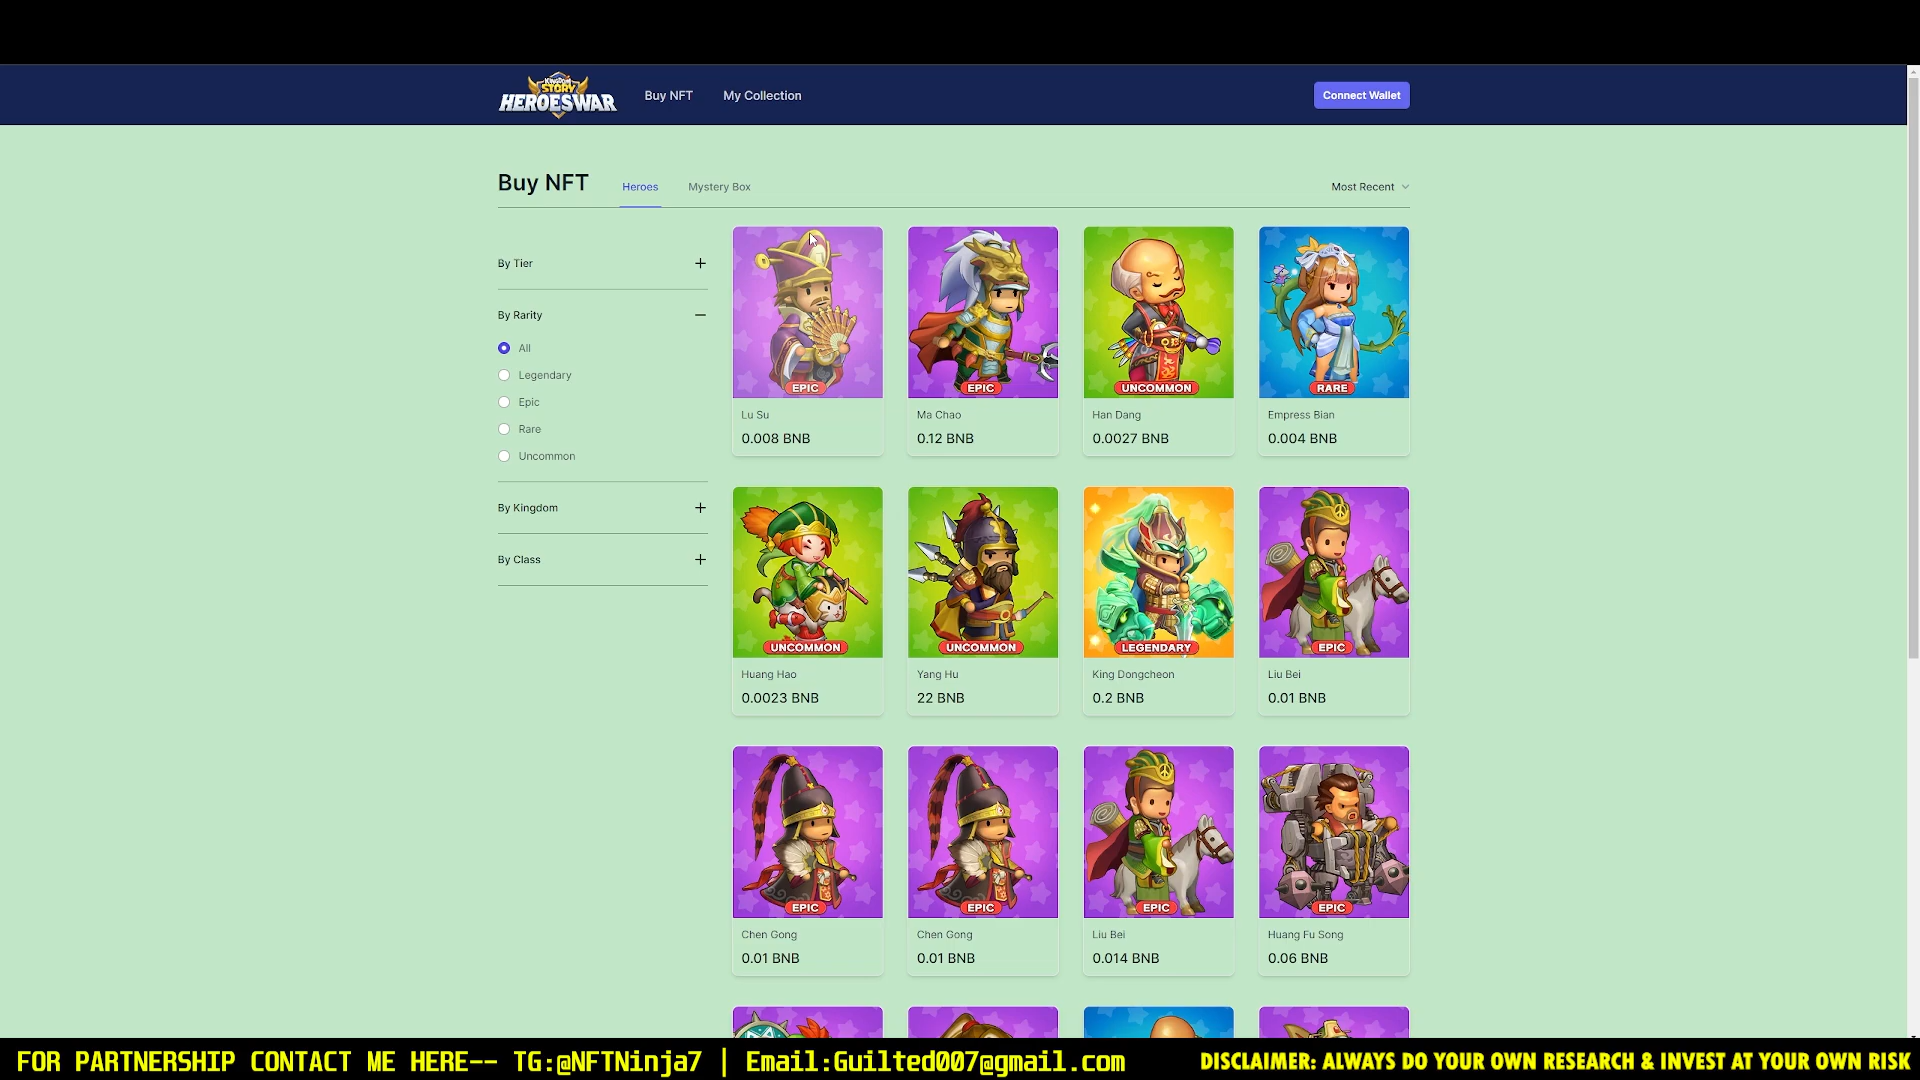 KINGDOM
STORY
HEROESWAR
Buy NFT
My Collection
Connect Wallet
Buy NFT
Heroes
Mystery Box
Most Recent
By Tier
By Rarity
All
Legendary
Epic
Rare
Uncommon
By Kingdom
By Class
EPIC
EPIC
UNCOMMON
RARE
Lu Su
Ma Chao
Han Dang
Empress Bian
0.008 BNB
0.12 BNB
0.0027 BNB
0.004 BNB
UNCOMMON
UNCOMMON
LEGENDARY
EPIC
Huang Hao
Yang Hu
King Dongcheon
Liu Bei
0.0023 BNB
22 BNB
0.2 BNB
0.01 BNB
EPIC
EPIC
EPIC
EPIC
Chen Gong
Chen Gong
Liu Bei
Huang Fu Song
0.01 BNB
0.01 BNB
0.014 BNB
0.06 BNB
FOR PARTNERSHIP CONTACT ME HERE-- TG:@NFTNinja7 | Email:Guilted007@gmail.com
DISCLAIMER: ALWAYS DO YOUR OWN RESEARCH & INVEST AT YOUR OWN RISK